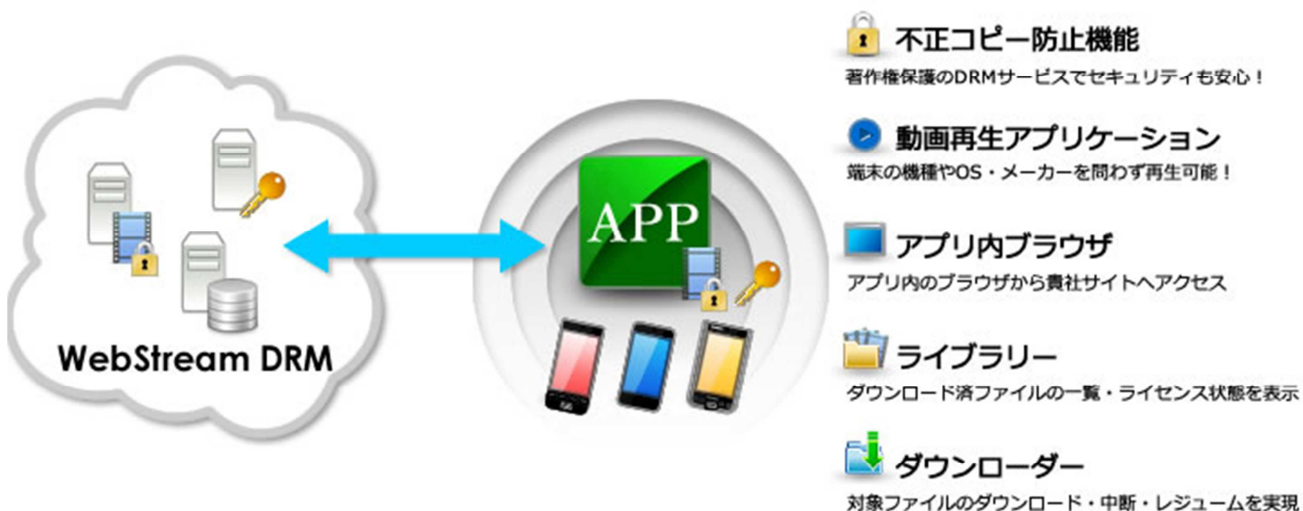 WebStream DRM
APP
不正コピー防止機能
著作権保護のDRMサービスでセキュリティも安心！
動画再生アプリケーション
端末の機種やOS・メーカーを問わず再生可能！
アプリ内ブラウザ
アプリ内のブラウザから貴社サイトへアクセス
ライブラリー
ダウンロード済ファイルの一覧・ライセンス状態を表示
ダウンローダー
対象ファイルのダウンロード・中断・レジュームを実現